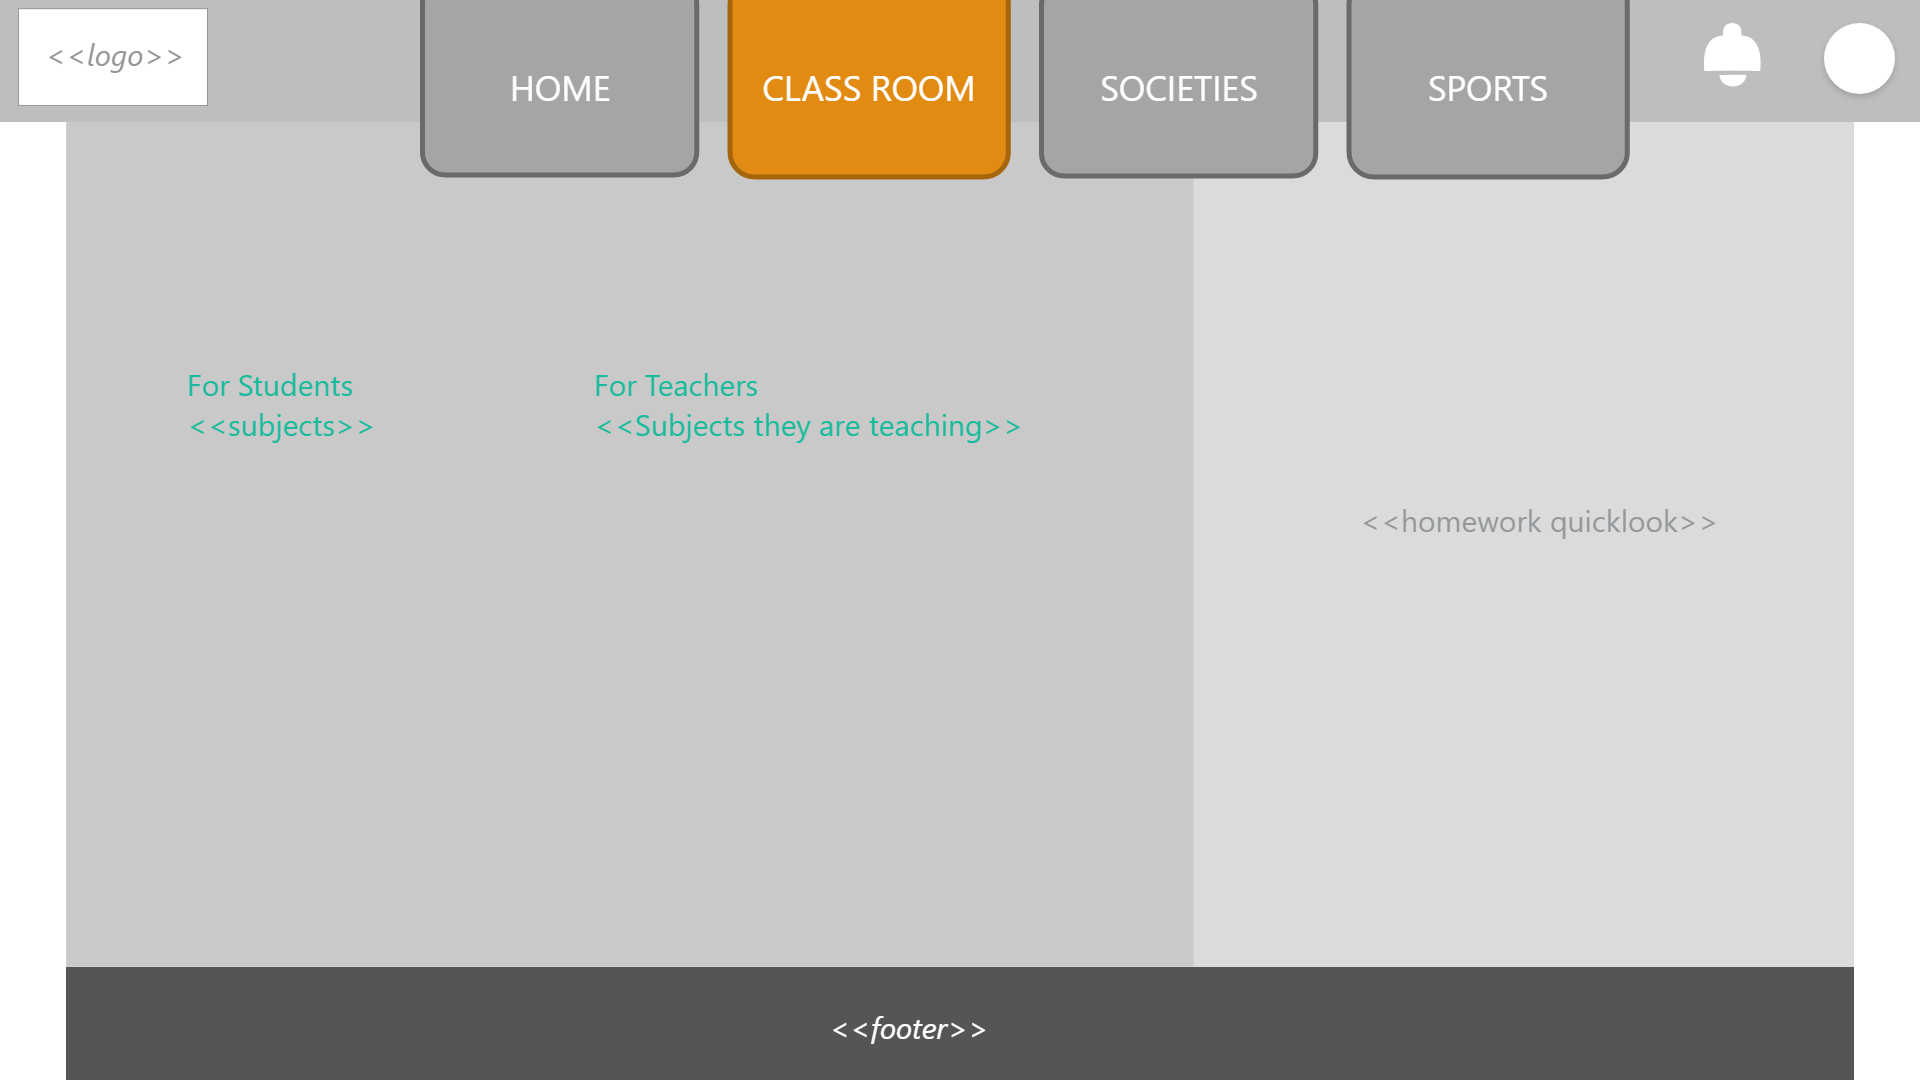 <<logo>>
HOME
CLASS ROOM
SOCIETIES
SPORTS
For Students
<<subjects>>
For Teachers
<<Subjects they are teaching>>
<<homework quicklook>>
<<footer>>